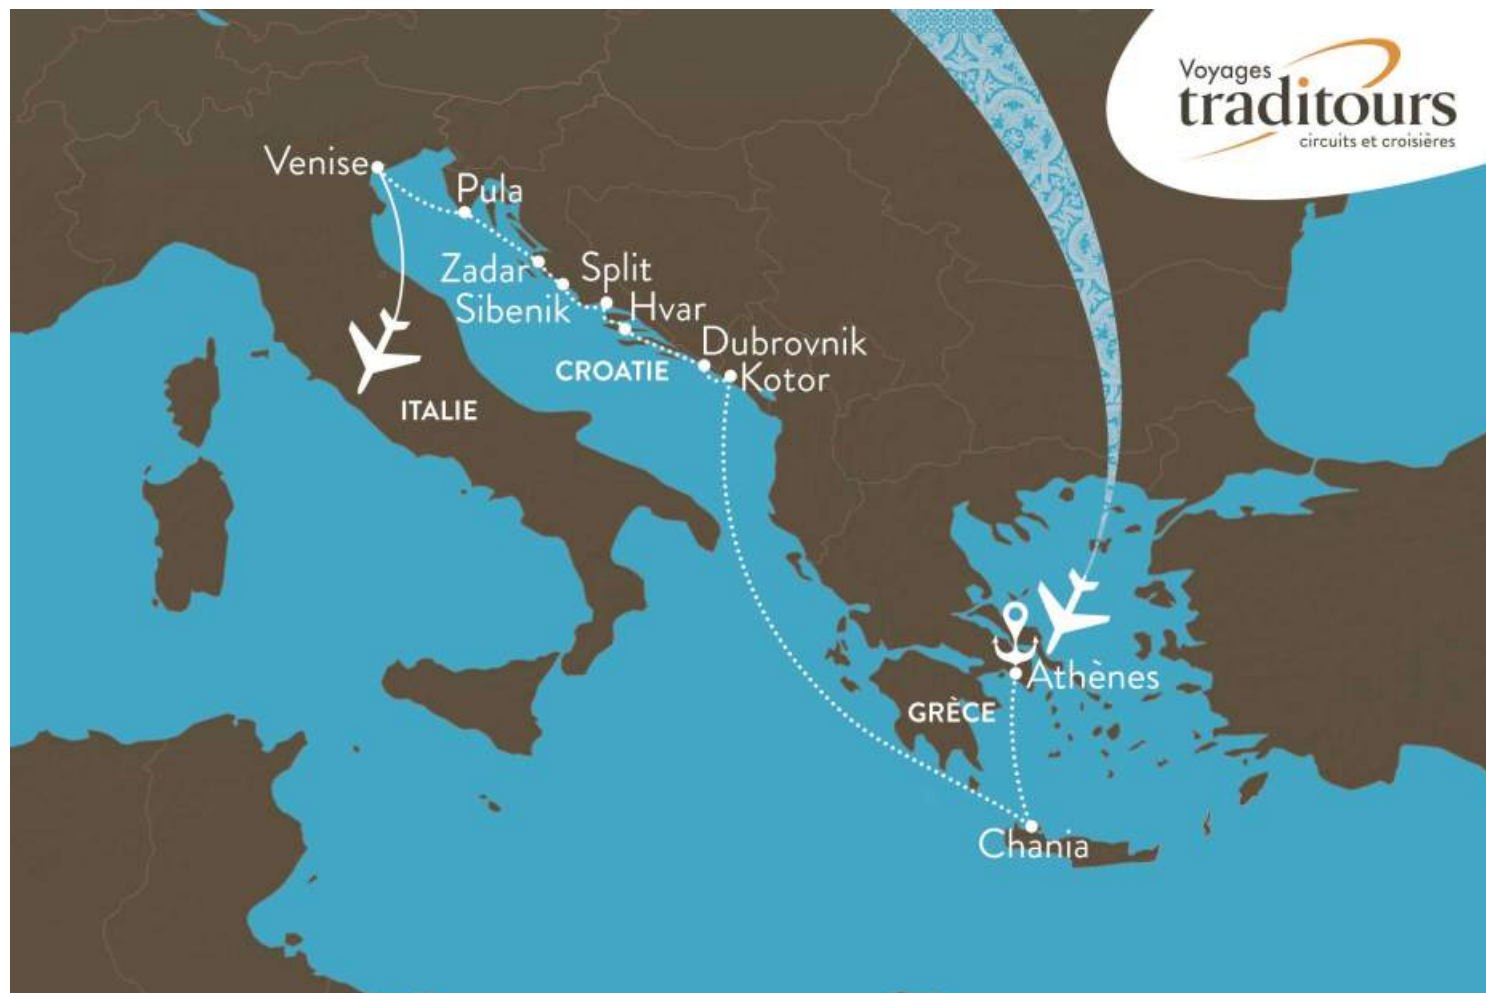 Voyages
traditours
circuits et croisières
Venise
Pula
Zadar
Split
Sibenik
Hvar
Dubrovnik
CROATIE
Kotor
ITALIE
Athènes
GRÈCE
Chania